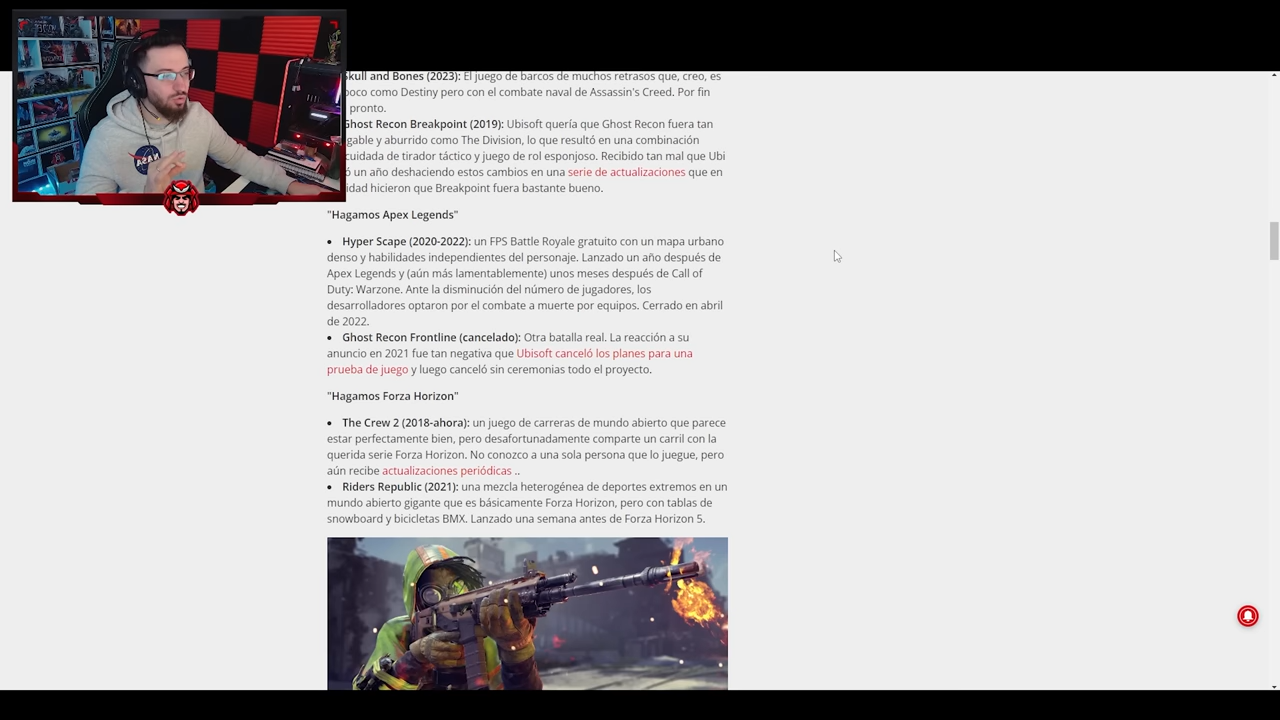 Skull and Bones (2023): El juego de barcos de muchos retrasos que, creo, es
poco como Destiny pero con el combate naval de Assassin's Creed. Por fin
pronto.
Ghost Recon Breakpoint (2019): Ubisoft quería que Ghost Recon fuera tan
gable y aburrido como The Division, lo que resultó en una combinación
cuidada de tirador táctico y juego de rol esponjoso. Recibido tan mal que Ubi
ó un año deshaciendo estos cambios en una serie de actualizaciones que en
idad hicieron que Breakpoint fuera bastante bueno.
"Hagamos Apex Legends"
• Hyper Scape (2020-2022): un FPS Battle Royale gratuito con un mapa urbano
denso y habilidades independientes del personaje. Lanzado un año después de
Apex Legends y (aún más lamentablemente) unos meses después de Call of
Duty: Warzone. Ante la disminución del número de jugadores, los
desarrolladores optaron por el combate a muerte por equipos. Cerrado en abril
de 2022.
• Ghost Recon Frontline (cancelado): Otra batalla real. La reacción a su
anuncio en 2021 fue tan negativa que Ubisoft canceló los planes para una
prueba de juego y luego canceló sin ceremonias todo el proyecto.
"Hagamos Forza Horizon"
• The Crew 2 (2018-ahora): un juego de carreras de mundo abierto que parece
estar perfectamente bien, pero desafortunadamente comparte un carril con la
querida serie Forza Horizon. No conozco a una sola persona que lo juegue, pero
aún recibe actualizaciones periódicas ..
• Riders Republic (2021): una mezcla heterogénea de deportes extremos en un
mundo abierto gigante que es básicamente Forza Horizon, pero con tablas de
snowboard y bicicletas BMX. Lanzado una semana antes de Forza Horizon 5.
NASA